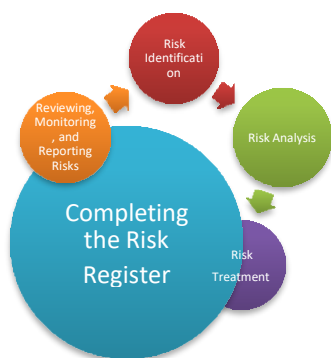 Risk
Identificati
on
Reviewing,
Monitoring
, and
Reporting
Risks
Risk Analysis
Completing
the Risk
Register
Risk
Treatment